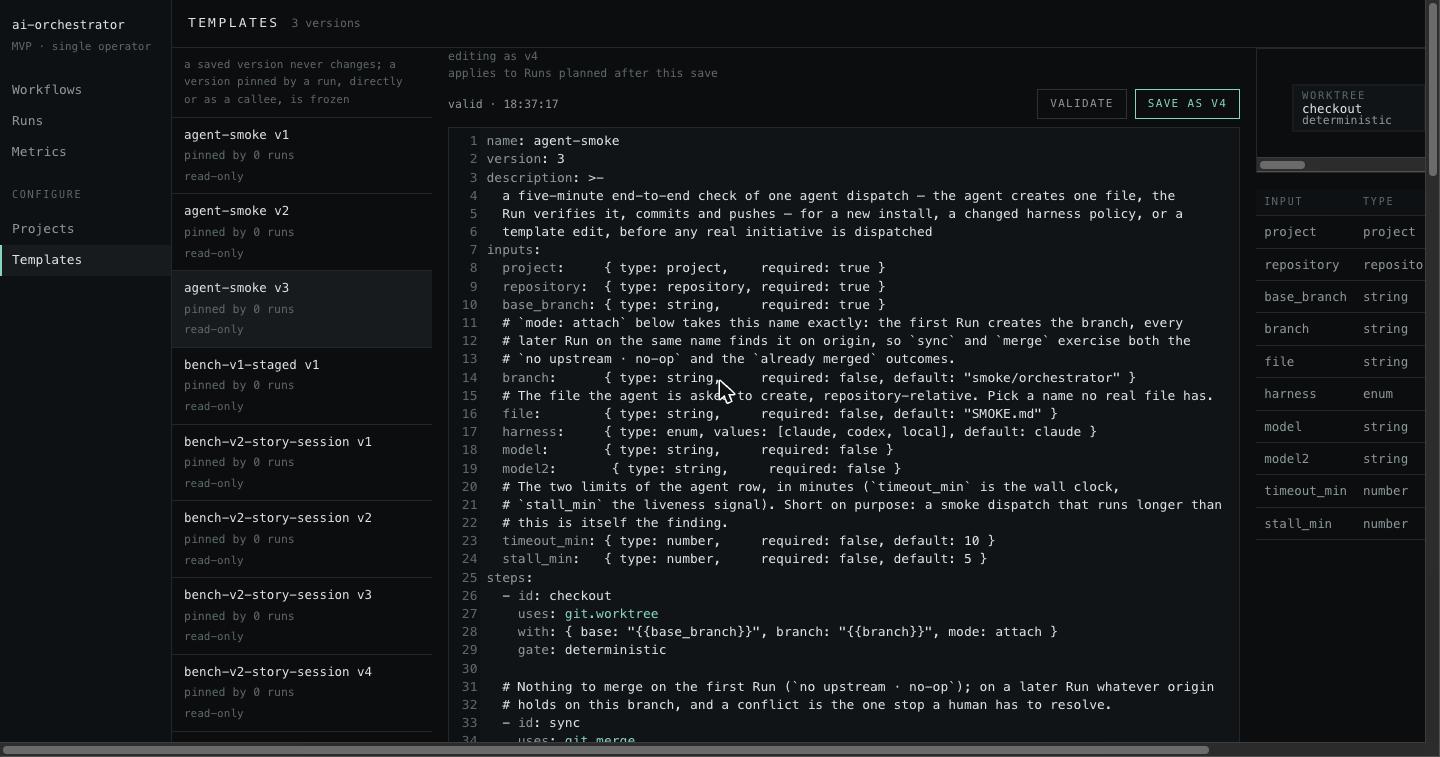 ai-orchestrator
MVP · single operator
Workflows
Runs
Metrics
CONFIGURE
Projects
Templates
TEMPLATES 3 versions
a saved version never changes; a
version pinned by a run, directly
or as a callee, is frozen
agent-smoke v1
pinned by 0 runs
read-only
agent-smoke v2
pinned by 0 runs
read-only
agent-smoke v3
pinned by 0 runs
read-only
bench-v1-staged v1
pinned by 0 runs
read-only
bench-v2-story-session v1
pinned by 0 runs
read-only
bench-v2-story-session v2
pinned by 0 runs
read-only
bench-v2-story-session v3
pinned by 0 runs
read-only
bench-v2-story-session v4
pinned by 0 runs
read-only
editing as v4
applies to Runs planned after this save
valid · 18:37:17
VALIDATE
SAVE AS V4
1 name: agent-smoke
2 version: 3
3 description: >-
4   a five-minute end-to-end check of one agent dispatch — the agent creates one file, the
5   Run verifies it, commits and pushes — for a new install, a changed harness policy, or a
6   template edit, before any real initiative is dispatched
7 inputs:
8   project:     { type: project,    required: true }
9   repository:  { type: repository, required: true }
10   base_branch: { type: string,     required: true }
11   # `mode: attach` below takes this name exactly: the first Run creates the branch, every
12   # later Run on the same name finds it on origin, so `sync` and `merge` exercise both the
13   # `no upstream · no-op` and the `already merged` outcomes.
14   branch:      { type: string,     required: false, default: "smoke/orchestrator" }
15   # The file the agent is asked to create, repository-relative. Pick a name no real file has.
16   file:        { type: string,     required: false, default: "SMOKE.md" }
17   harness:     { type: enum, values: [claude, codex, local], default: claude }
18   model:       { type: string,     required: false }
19   model2:       { type: string,     required: false }
20   # The two limits of the agent row, in minutes (`timeout_min` is the wall clock,
21   # `stall_min` the liveness signal). Short on purpose: a smoke dispatch that runs longer than
22   # this is itself the finding.
23   timeout_min: { type: number,     required: false, default: 10 }
24   stall_min:   { type: number,     required: false, default: 5 }
25 steps:
26   - id: checkout
27     uses: git.worktree
28     with: { base: "{{base_branch}}", branch: "{{branch}}", mode: attach }
29     gate: deterministic
30
31   # Nothing to merge on the first Run (`no upstream · no-op`); on a later Run whatever origin
32   # holds on this branch, and a conflict is the one stop a human has to resolve.
33   - id: sync
34     uses: git.merge
WORKTREE
checkout
deterministic
INPUT TYPE
project project
repository reposito
base_branch string
branch string
file string
harness enum
model string
model2 string
timeout_min number
stall_min number